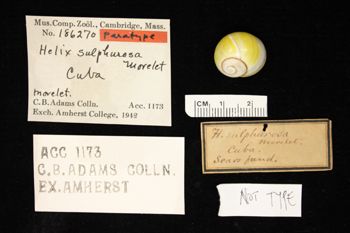 Mus. Comp. Zoöl., Cambridge, Mass.
No. 186270 Paratype
Helix sulphurosa
Morelet
Cuba
Morelet.
C.B. Adams Colln. Acc. 1173
Exch. Amherst College, 1942
CM 1 2
H. sulphurosa
Morelet.
Cuba.
ACC 1173
C.B. ADAMS COLLN.
EX. AMHERST
NOT TYPE